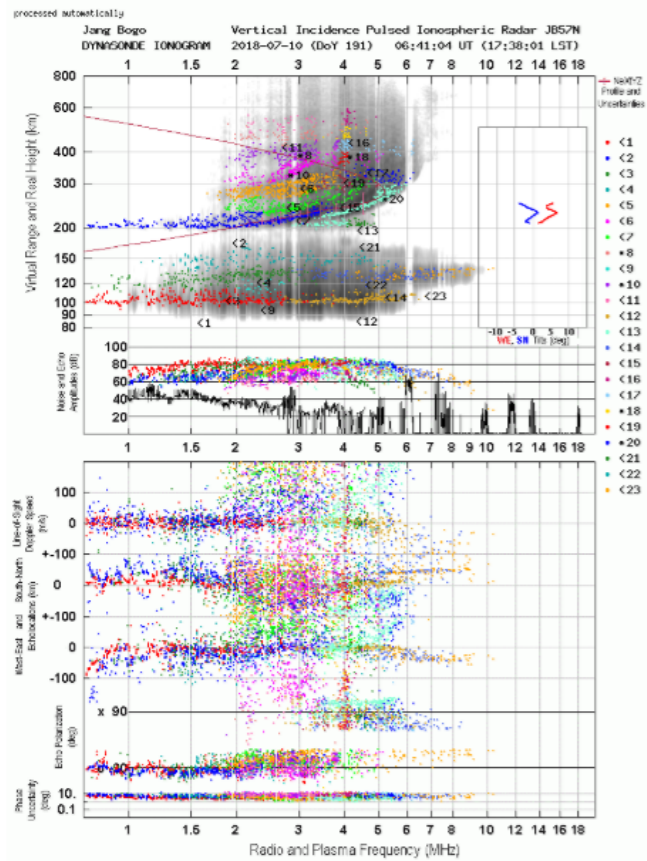 processed automatically
Jang Bogo Vertical Incidence Pulsed Ionospheric Radar JB57N
DYNASONDE IONOGRAM 2018-07-10 (DoY 191) 06:41:04 UT (17:38:01 LST)
1 2 3 4 5 6 7 8 9 10 12 14 16 18
800
600
400
300
200
150
120
100
80
Virtual Range and Real Height (km)
NeXtYZ
Profile and
Uncertainties
<11
*8
<16
*18
*10
<6
<30
<17
*20
<5
<15
<13
<2
<21
<4
<22
<14
<23
<3
<9
<1
<12
-10 -5 0 5 10
WE, SN Tilts (deg)
<1
<2
<3
<4
<5
<6
<7
*8
<9
*10
<11
<12
<13
<14
<15
<16
<17
*18
<19
*20
<21
<22
<23
Noise and Echo
Amplitudes (dB)
100
80
60
40
20
1 2 3 4 5 6 7 8 9 10 12 14 16 18
Line-of-Sight
Doppler Speed
(m/s)
100
0
+-100
West-East and South-North
Echolocations (km)
0
+-100
0
-100
Echo Polarization
(deg)
x 90
Phase
Uncertainty
(deg)
10.
0.1
1 2 3 4 5 6 7 8 9 10 12 14 16 18
Radio and Plasma Frequency (MHz)